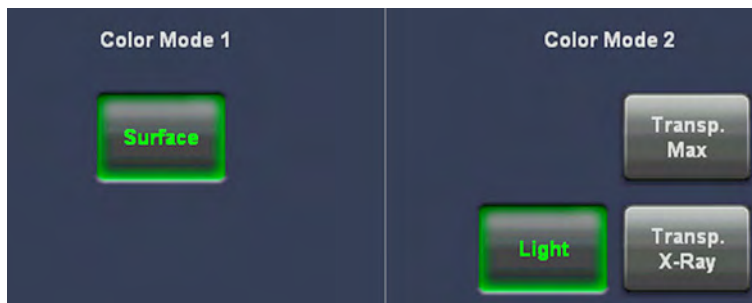 Color Mode 1
Color Mode 2
Surface
Transp.
Max
Light
Transp.
X-Ray